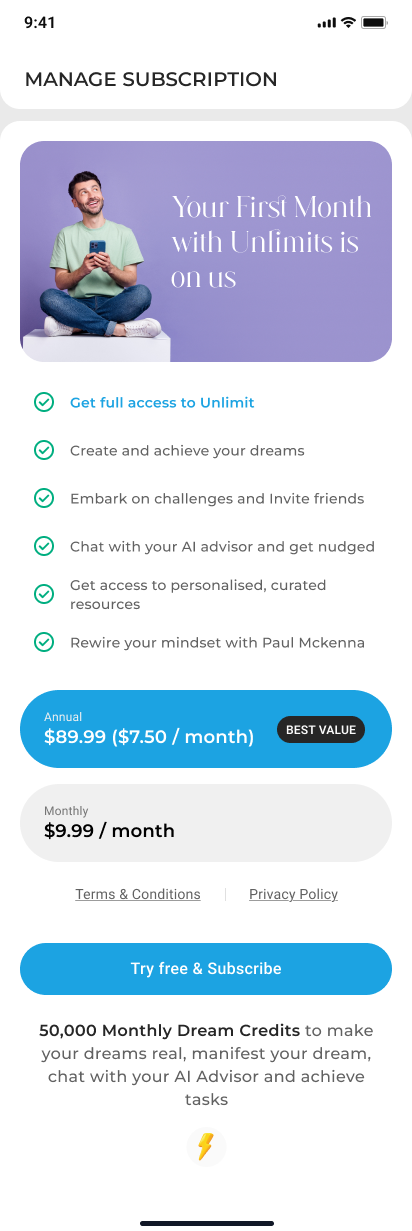 9:41
MANAGE SUBSCRIPTION
Your First Month
with Unlimits is
on us
Get full access to Unlimit
Create and achieve your dreams
Embark on challenges and Invite friends
Chat with your AI advisor and get nudged
Get access to personalised, curated
resources
Rewire your mindset with Paul Mckenna
Annual
$89.99 ($7.50 / month)
BEST VALUE
Monthly
$9.99 / month
Terms & Conditions
Privacy Policy
Try free & Subscribe
50,000 Monthly Dream Credits to make
your dreams real, manifest your dream,
chat with your AI Advisor and achieve
tasks